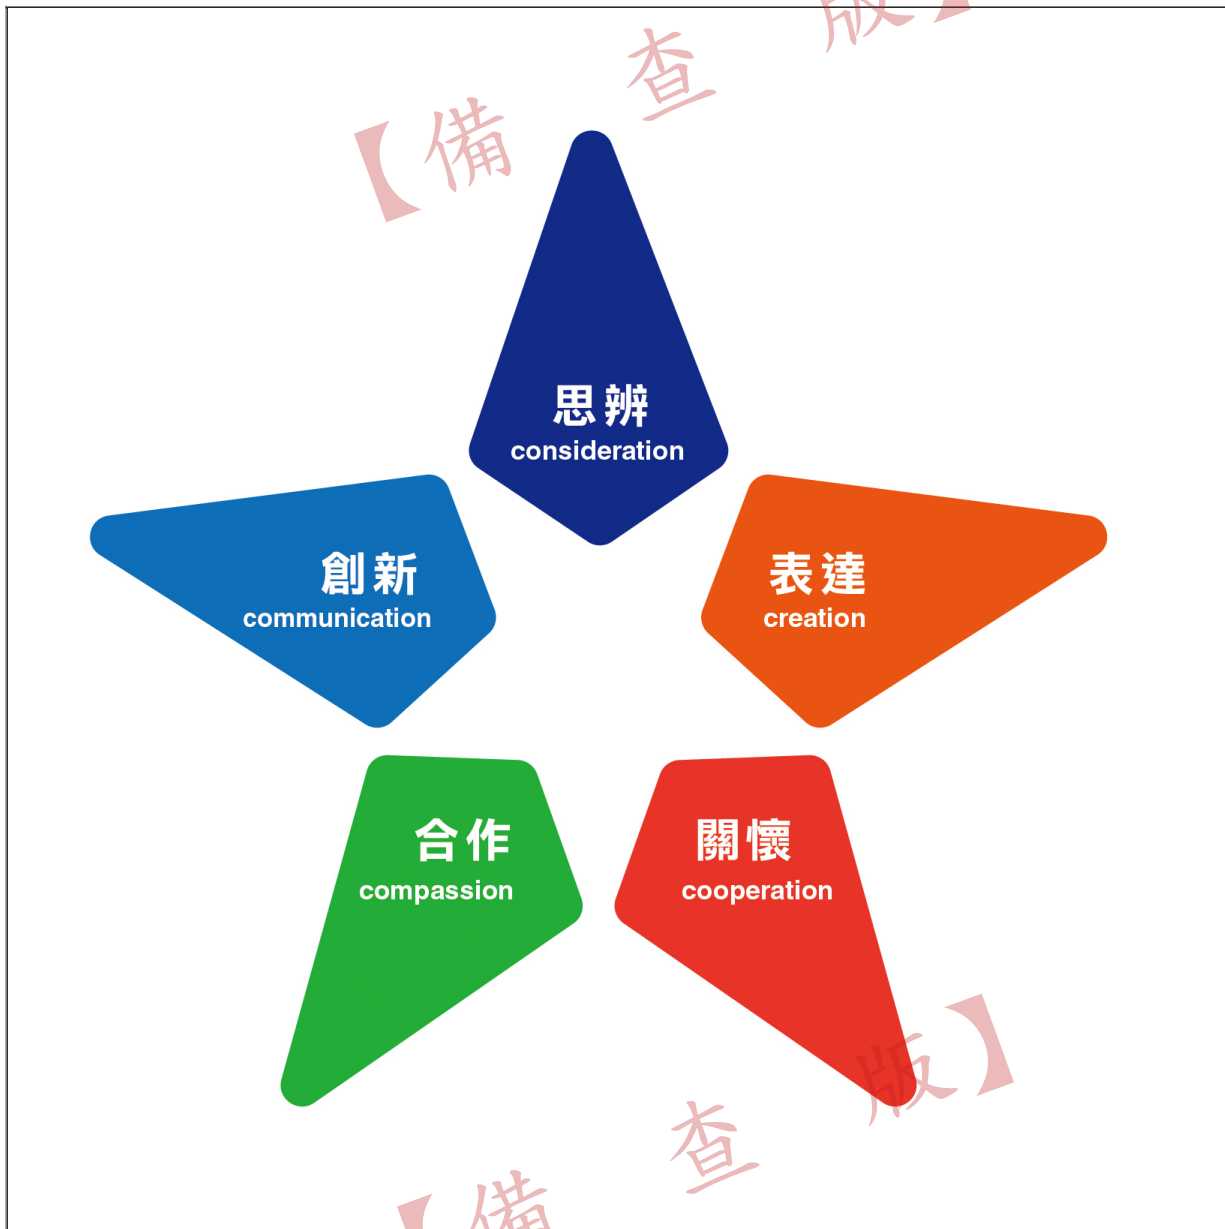 【備 查 版】
思辨
consideration
創新
communication
表達
creation
合作
compassion
關懷
cooperation
【備 查 版】